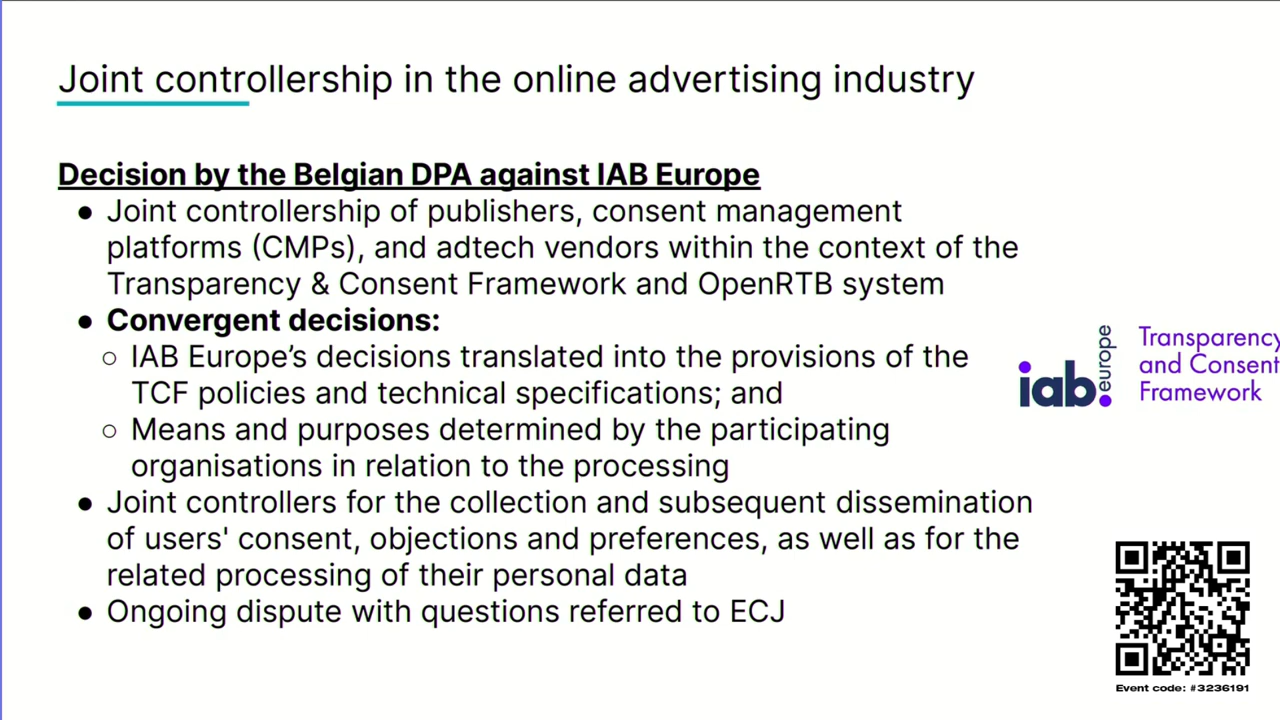 Joint controllership in the online advertising industry
Decision by the Belgian DPA against IAB Europe
● Joint controllership of publishers, consent management
platforms (CMPs), and adtech vendors within the context of the
Transparency & Consent Framework and OpenRTB system
● Convergent decisions:
○ IAB Europe’s decisions translated into the provisions of the
TCF policies and technical specifications; and
○ Means and purposes determined by the participating
organisations in relation to the processing
● Joint controllers for the collection and subsequent dissemination
of users' consent, objections and preferences, as well as for the
related processing of their personal data
● Ongoing dispute with questions referred to ECJ
iab.
europe
Transparency
and Consent
Framework
Event code: #3236191